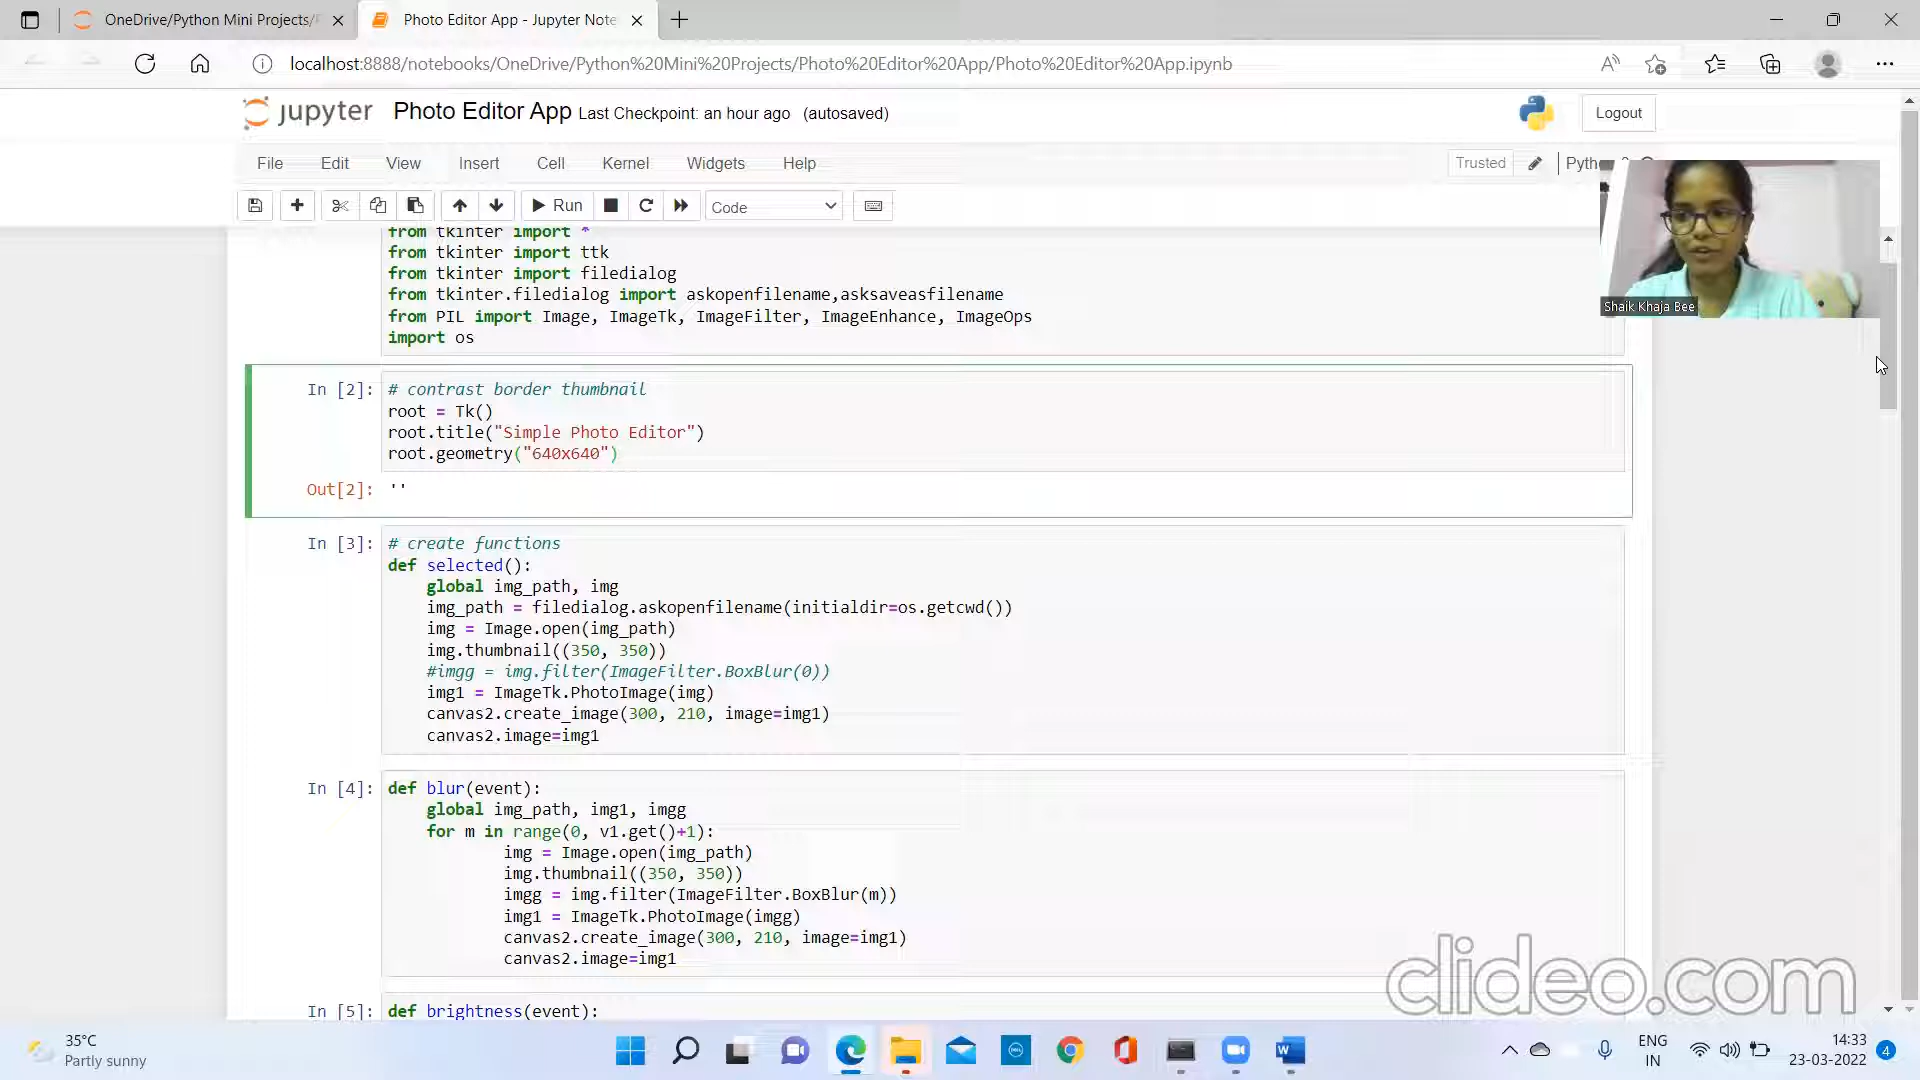 OneDrive/Python Mini Projects/
Photo Editor App - Jupyter Note
localhost:8888/notebooks/OneDrive/Python%20Mini%20Projects/Photo%20Editor%20App/Photo%20Editor%20App.ipynb
jupyter Photo Editor App Last Checkpoint: an hour ago (autosaved)
Logout
File Edit View Insert Cell Kernel Widgets Help
Trusted
Run
Code
Shaik Khaja Bee
from tkinter import *
from tkinter import ttk
from tkinter import filedialog
from tkinter.filedialog import askopenfilename,asksaveasfilename
from PIL import Image, ImageTk, ImageFilter, ImageEnhance, ImageOps
import os
In [2]: # contrast border thumbnail
root = Tk()
root.title("Simple Photo Editor")
root.geometry("640x640")
Out[2]: ''
In [3]: # create functions
def selected():
global img_path, img
img_path = filedialog.askopenfilename(initialdir=os.getcwd())
img = Image.open(img_path)
img.thumbnail((350, 350))
#imgg = img.filter(ImageFilter.BoxBlur(0))
img1 = ImageTk.PhotoImage(img)
canvas2.create_image(300, 210, image=img1)
canvas2.image=img1
In [4]: def blur(event):
global img_path, img1, imgg
for m in range(0, v1.get()+1):
img = Image.open(img_path)
img.thumbnail((350, 350))
imgg = img.filter(ImageFilter.BoxBlur(m))
img1 = ImageTk.PhotoImage(imgg)
canvas2.create_image(300, 210, image=img1)
canvas2.image=img1
In [5]: def brightness(event):
clideo.com
35°C
Partly sunny
ENG
IN
14:33
23-03-2022
4